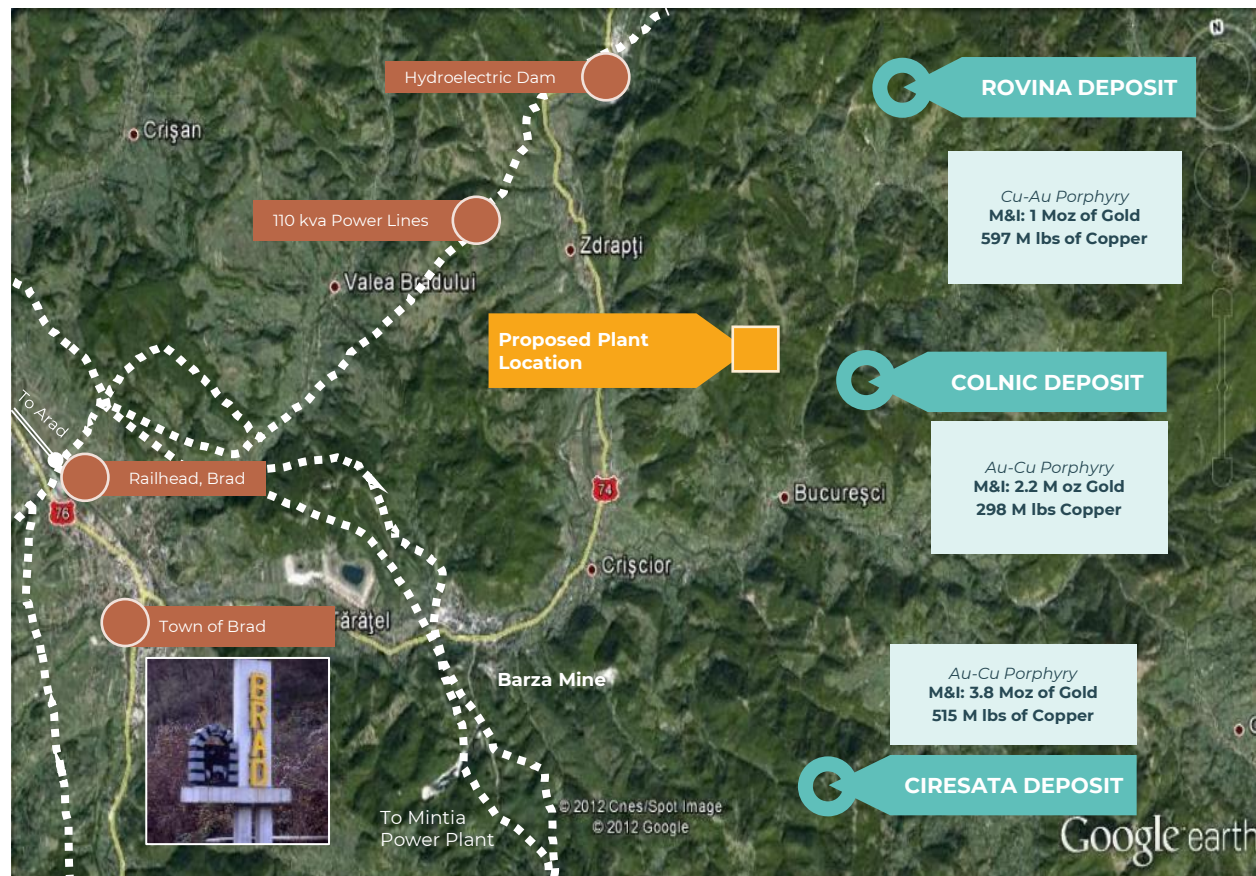 N
Hydroelectric Dam
ROVINA DEPOSIT
Crişan
Cu-Au Porphyry
M&I: 1 Moz of Gold
597 M lbs of Copper
110 kva Power Lines
Zdrapţi
Valea Bradului
Proposed Plant
Location
COLNIC DEPOSIT
To Arad
Railhead, Brad
Au-Cu Porphyry
M&I: 2.2 M oz Gold
298 M lbs Copper
74
Bucureşci
76
Crişcior
Town of Brad
Barza Mine
BRAD
Au-Cu Porphyry
M&I: 3.8 Moz of Gold
515 M lbs of Copper
CIRESATA DEPOSIT
To Mintia
Power Plant
© 2012 Cnes/Spot Image
© 2012 Google
Google earth